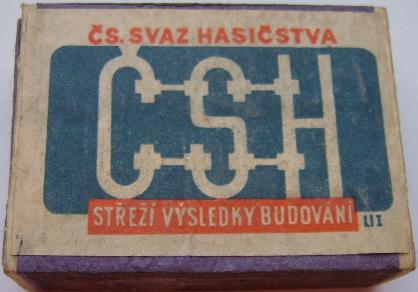 ČS. SVAZ HASIČSTVA
ČSH
STŘEŽÍ VÝSLEDKY BUDOVÁNÍ